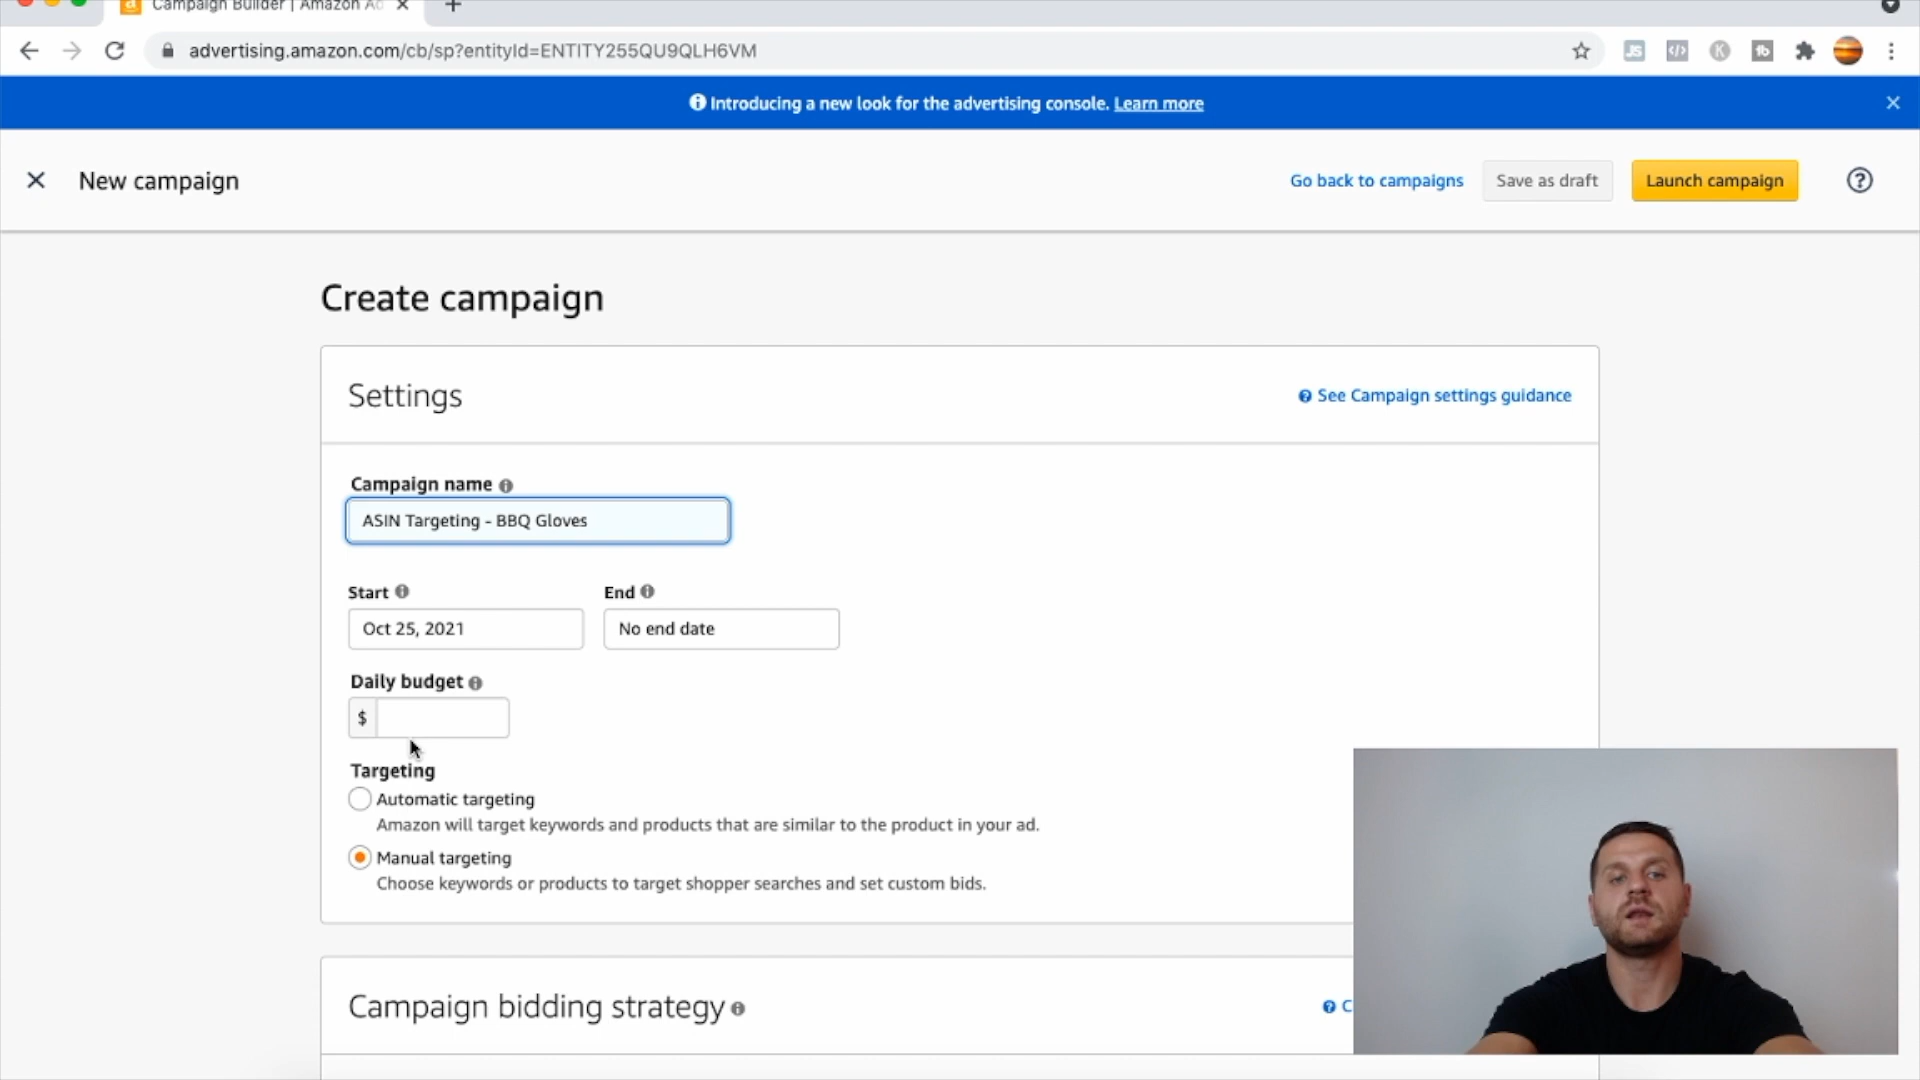 Campaign Builder | Amazon Ad
advertising.amazon.com/cb/sp?entityId=ENTITY255QU9QLH6VM
JS
</>
K
tb
Introducing a new look for the advertising console. Learn more
New campaign
Go back to campaigns
Save as draft
Launch campaign
Create campaign
Settings
See Campaign settings guidance
Campaign name
ASIN Targeting - BBQ Gloves
Start
End
Oct 25, 2021
No end date
Daily budget
$
Targeting
Automatic targeting
Amazon will target keywords and products that are similar to the product in your ad.
Manual targeting
Choose keywords or products to target shopper searches and set custom bids.
Campaign bidding strategy
C